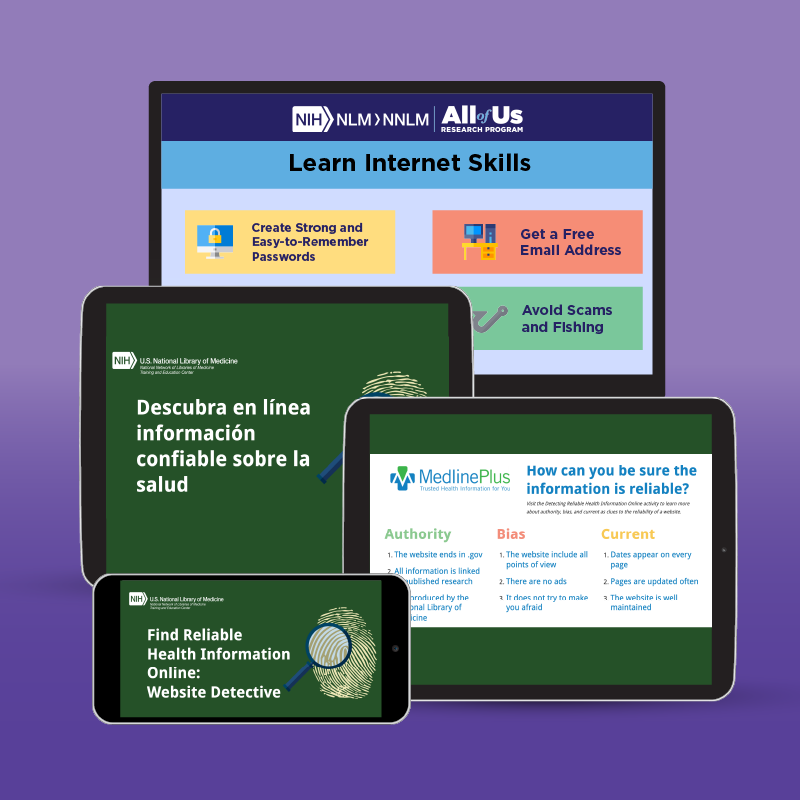 NIH NLM NNLM All of Us
RESEARCH PROGRAM
Learn Internet Skills
Create Strong and
Easy-to-Remember
Passwords
Get a Free
Email Address
Avoid Scams
and Fishing
NIH U.S. National Library of Medicine
National Network of Libraries of Medicine
Training and Education Center
Descubra en línea
información
confiable sobre la
salud
MedlinePlus
Trusted Health Information for You
How can you be sure the
information is reliable?
Visit the Detecting Reliable Health Information Online activity to learn more
about authority, bias, and current as clues to the reliability of a website.
Authority
1. The website ends in .gov
2. All information is linked
published research
produced by the
Library of
Bias
1. The website include all
points of view
2. There are no ads
3. It does not try to make
you afraid
Current
1. Dates appear on every
page
2. Pages are updated often
3. The website is well
maintained
NIH U.S. National Library of Medicine
National Network of Libraries of Medicine
Training and Education Center
Find Reliable
Health Information
Online:
Website Detective